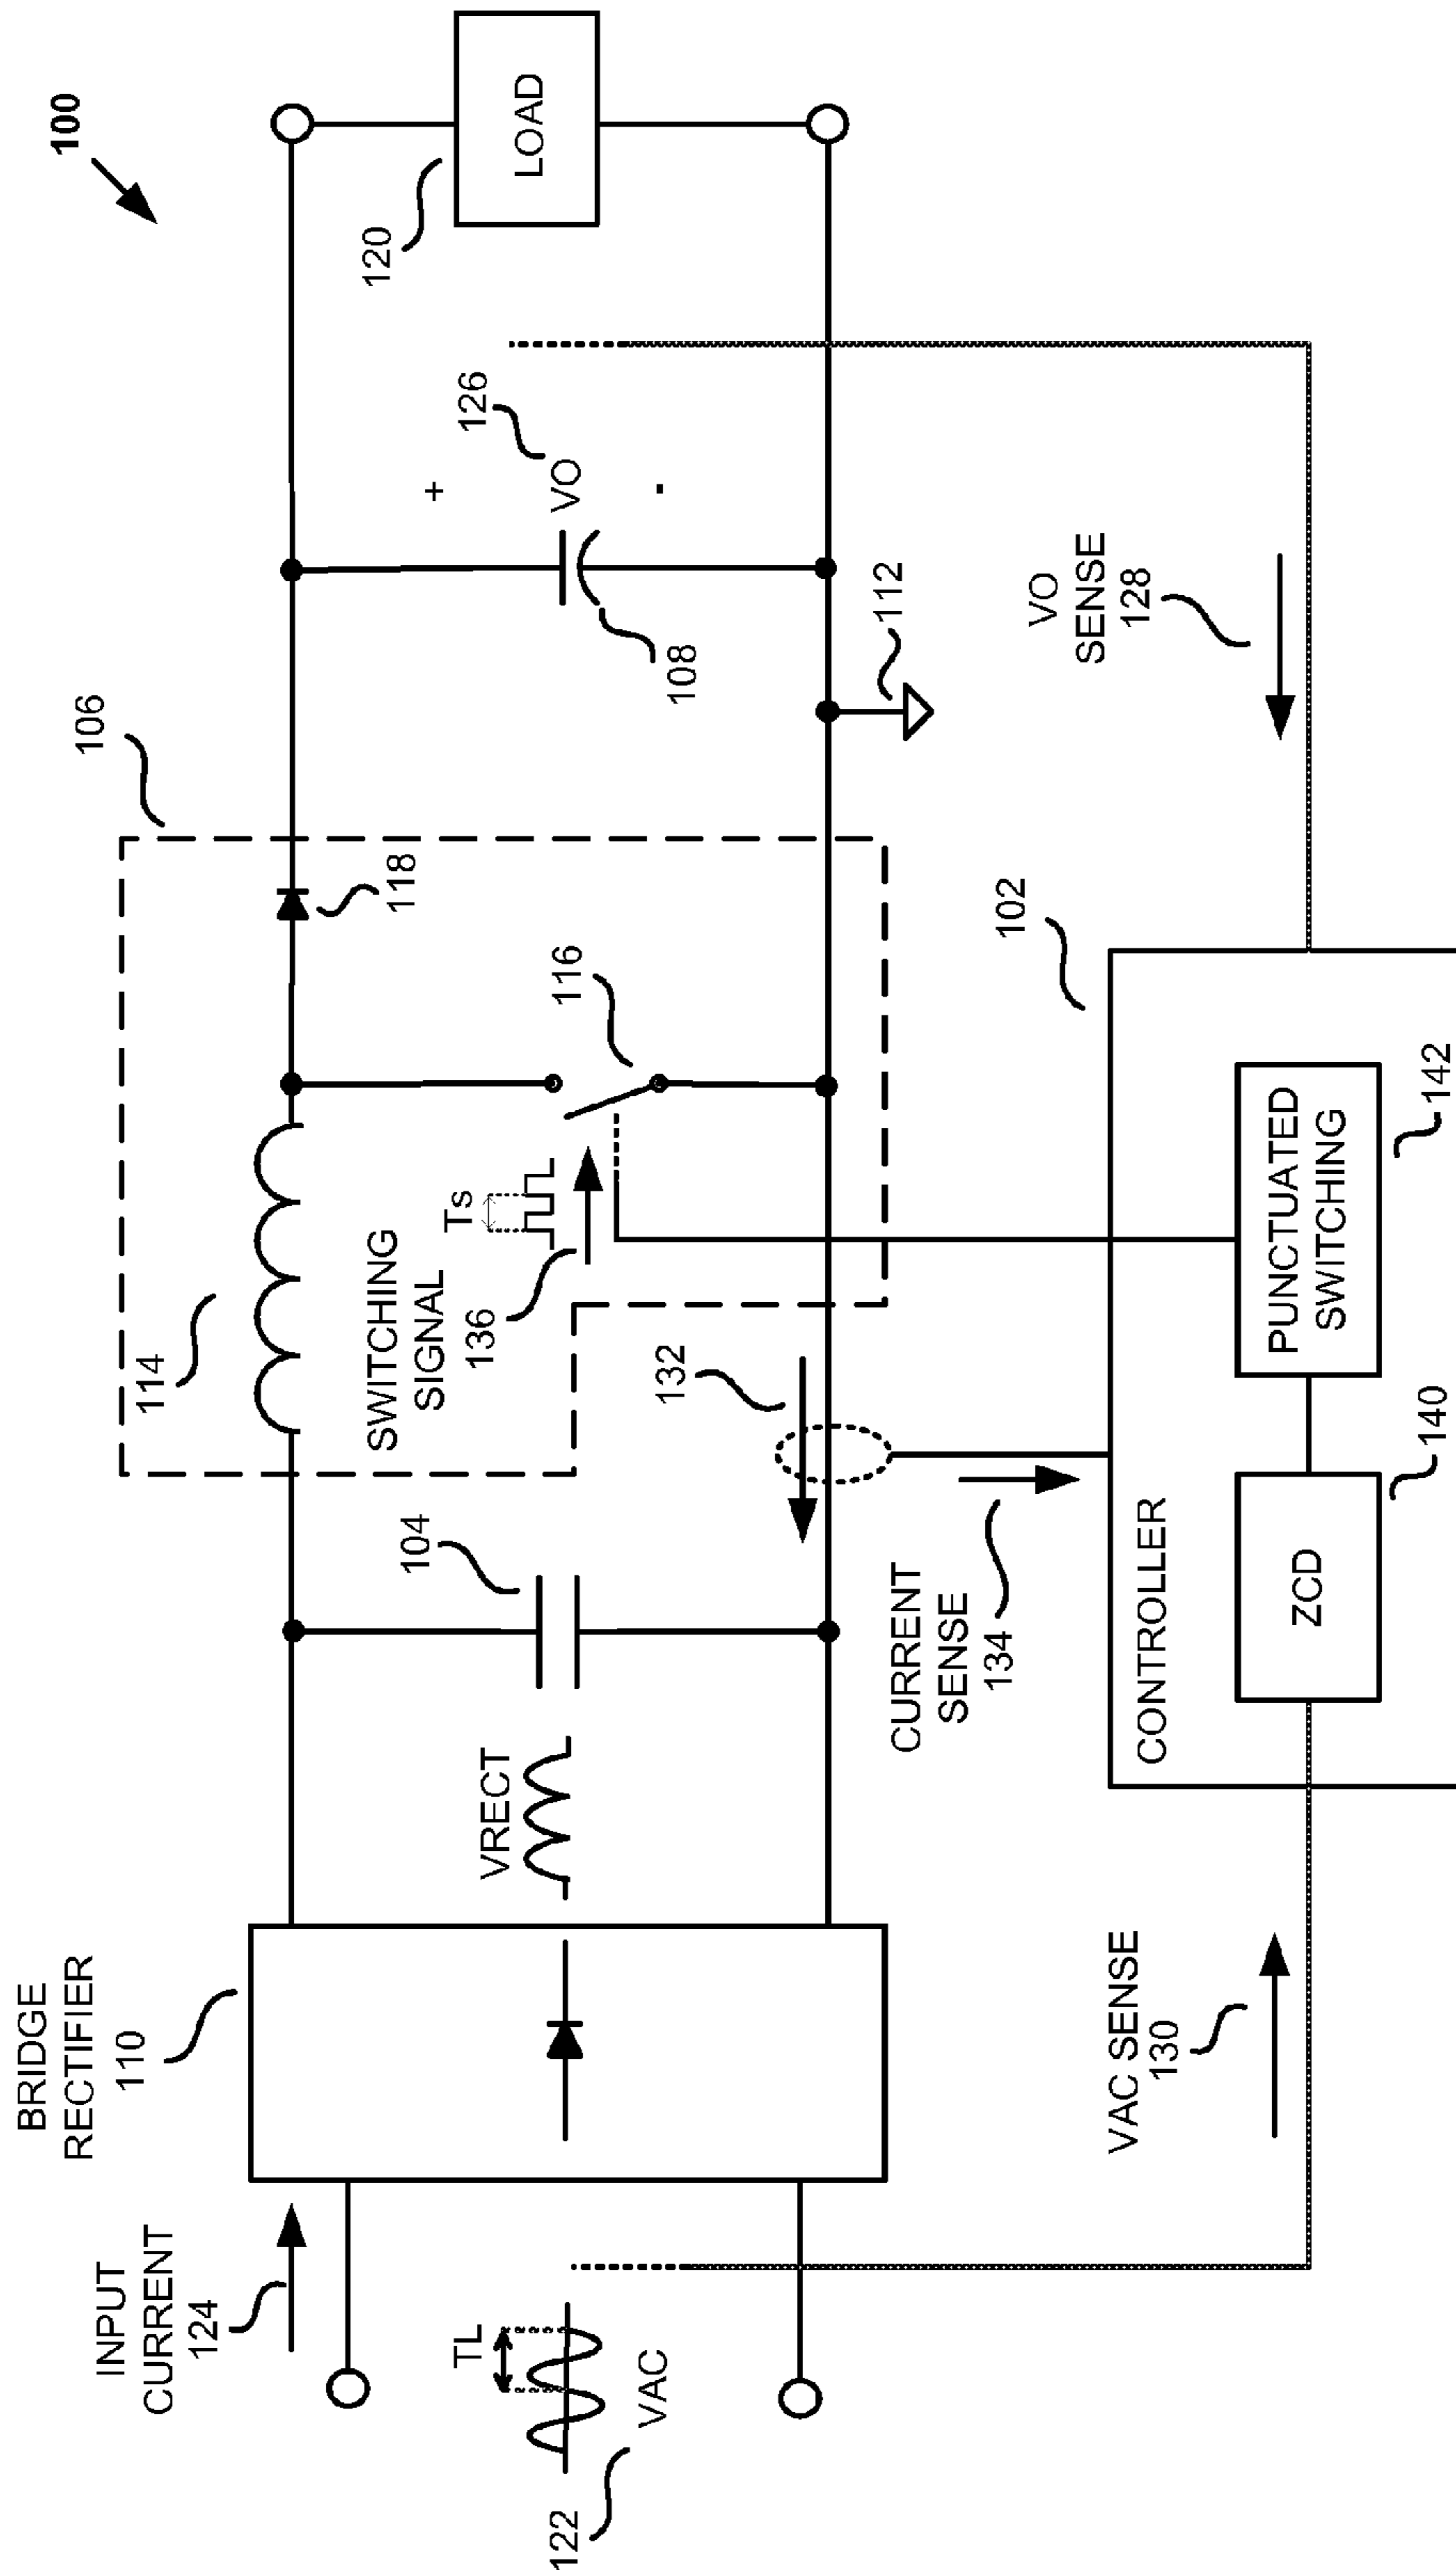 100
106
114
118
SWITCHING
SIGNAL
136
Ts
116
INPUT
CURRENT
124
BRIDGE
RECTIFIER
110
VRECT
104
TL
122
VAC
132
108
+
VO
-
126
112
120
LOAD
CURRENT
SENSE
134
VAC SENSE
130
VO
SENSE
128
102
CONTROLLER
ZCD
140
PUNCTUATED
SWITCHING
142